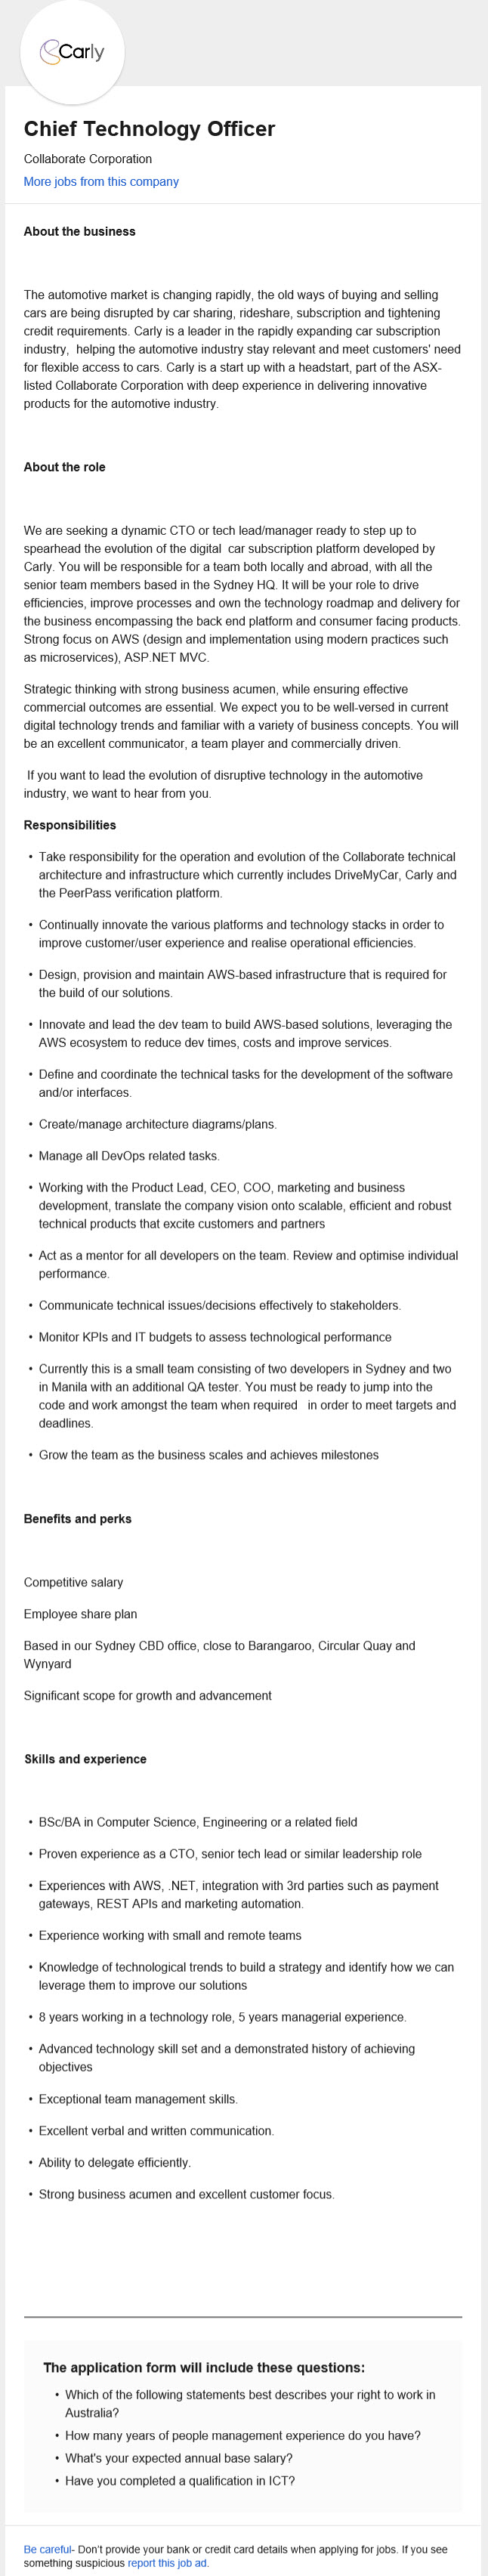 Carly
Chief Technology Officer
Collaborate Corporation
More jobs from this company
About the business
The automotive market is changing rapidly, the old ways of buying and selling
cars are being disrupted by car sharing, rideshare, subscription and tightening
credit requirements. Carly is a leader in the rapidly expanding car subscription
industry,  helping the automotive industry stay relevant and meet customers' need
for flexible access to cars. Carly is a start up with a headstart, part of the ASX-
listed Collaborate Corporation with deep experience in delivering innovative
products for the automotive industry.
About the role
We are seeking a dynamic CTO or tech lead/manager ready to step up to
spearhead the evolution of the digital  car subscription platform developed by
Carly. You will be responsible for a team both locally and abroad, with all the
senior team members based in the Sydney HQ. It will be your role to drive
efficiencies, improve processes and own the technology roadmap and delivery for
the business encompassing the back end platform and consumer facing products.
Strong focus on AWS (design and implementation using modern practices such
as microservices), ASP.NET MVC.
Strategic thinking with strong business acumen, while ensuring effective
commercial outcomes are essential. We expect you to be well-versed in current
digital technology trends and familiar with a variety of business concepts. You will
be an excellent communicator, a team player and commercially driven.
If you want to lead the evolution of disruptive technology in the automotive
industry, we want to hear from you.
Responsibilities
• Take responsibility for the operation and evolution of the Collaborate technical
architecture and infrastructure which currently includes DriveMyCar, Carly and
the PeerPass verification platform.
• Continually innovate the various platforms and technology stacks in order to
improve customer/user experience and realise operational efficiencies.
• Design, provision and maintain AWS-based infrastructure that is required for
the build of our solutions.
• Innovate and lead the dev team to build AWS-based solutions, leveraging the
AWS ecosystem to reduce dev times, costs and improve services.
• Define and coordinate the technical tasks for the development of the software
and/or interfaces.
• Create/manage architecture diagrams/plans.
• Manage all DevOps related tasks.
• Working with the Product Lead, CEO, COO, marketing and business
development, translate the company vision onto scalable, efficient and robust
technical products that excite customers and partners
• Act as a mentor for all developers on the team. Review and optimise individual
performance.
• Communicate technical issues/decisions effectively to stakeholders.
• Monitor KPIs and IT budgets to assess technological performance
• Currently this is a small team consisting of two developers in Sydney and two
in Manila with an additional QA tester. You must be ready to jump into the
code and work amongst the team when required   in order to meet targets and
deadlines.
• Grow the team as the business scales and achieves milestones
Benefits and perks
Competitive salary
Employee share plan
Based in our Sydney CBD office, close to Barangaroo, Circular Quay and
Wynyard
Significant scope for growth and advancement
Skills and experience
• BSc/BA in Computer Science, Engineering or a related field
• Proven experience as a CTO, senior tech lead or similar leadership role
• Experiences with AWS, .NET, integration with 3rd parties such as payment
gateways, REST APIs and marketing automation.
• Experience working with small and remote teams
• Knowledge of technological trends to build a strategy and identify how we can
leverage them to improve our solutions
• 8 years working in a technology role, 5 years managerial experience.
• Advanced technology skill set and a demonstrated history of achieving
objectives
• Exceptional team management skills.
• Excellent verbal and written communication.
• Ability to delegate efficiently.
• Strong business acumen and excellent customer focus.
The application form will include these questions:
• Which of the following statements best describes your right to work in
Australia?
• How many years of people management experience do you have?
• What's your expected annual base salary?
• Have you completed a qualification in ICT?
Be careful- Don't provide your bank or credit card details when applying for jobs. If you see
something suspicious report this job ad.